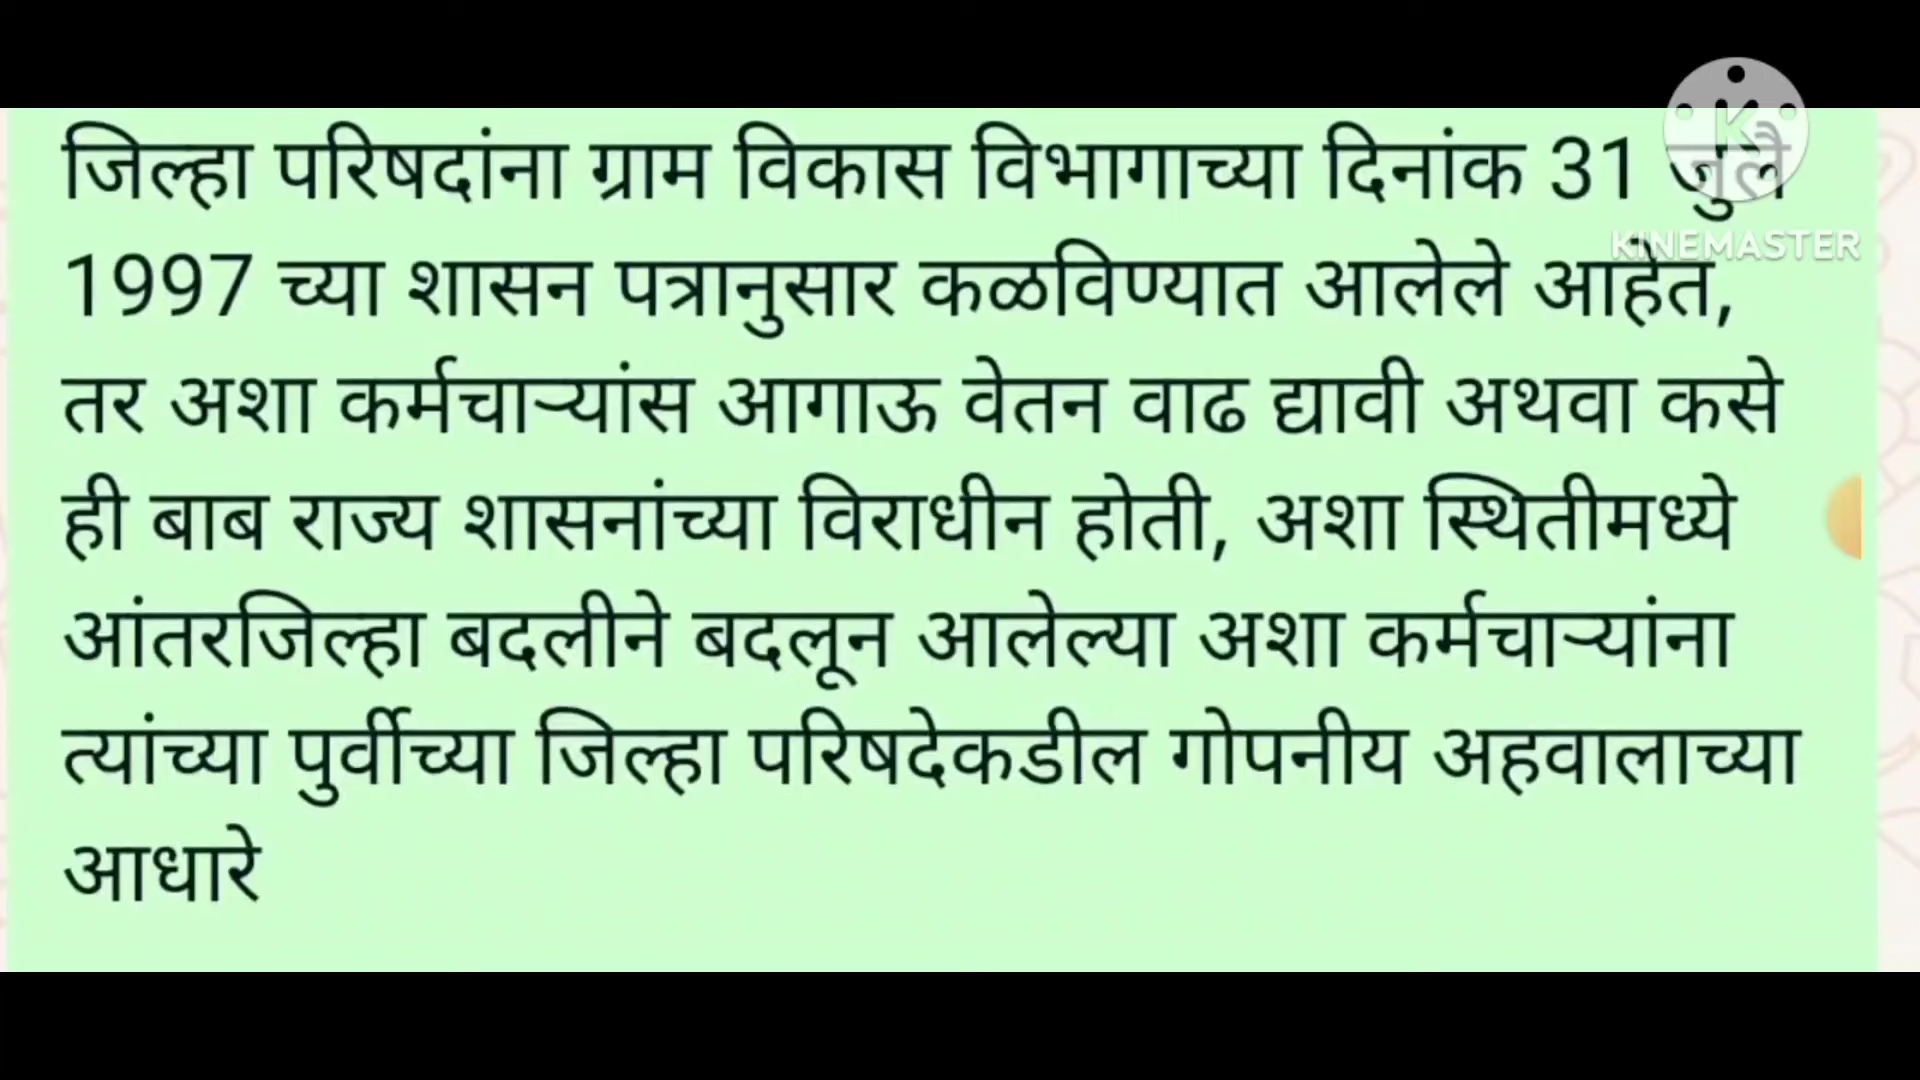 जिल्हा परिषदांना ग्राम विकास विभागाच्या दिनांक 31 जुलै
KINEMASTER
1997 च्या शासन पत्रानुसार कळविण्यात आलेले आहेत,
तर अशा कर्मचाऱ्यांस आगाऊ वेतन वाढ द्यावी अथवा कसे
ही बाब राज्य शासनांच्या विराधीन होती, अशा स्थितीमध्ये
आंतरजिल्हा बदलीने बदलून आलेल्या अशा कर्मचाऱ्यांना
त्यांच्या पुर्वीच्या जिल्हा परिषदेकडील गोपनीय अहवालाच्या
आधारे